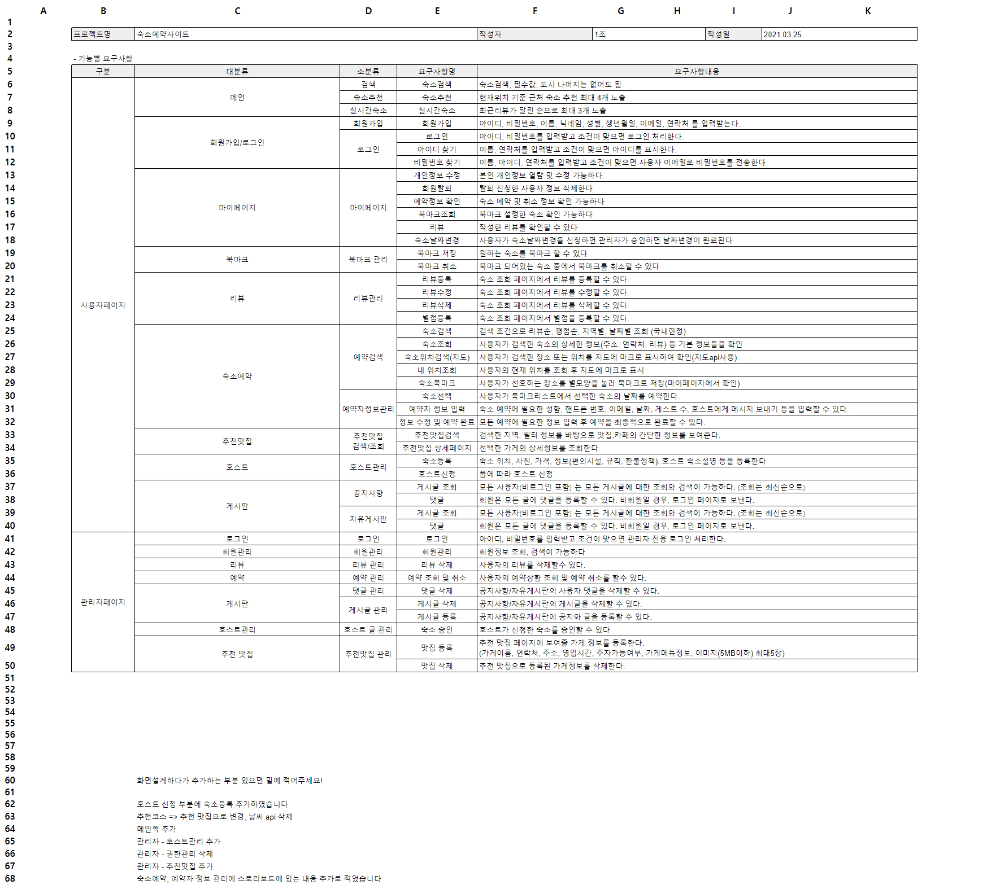 A B C D E F G H I J K
1
2 프로젝트명 숙소예약사이트 작성자 1조 작성일 2021.03.25
3
4 - 기능별 요구사항
5 구분 대분류 소분류 요구사항명 요구사항내용
6 검색 숙소검색 숙소검색, 필수값: 도시 나머지는 없어도 됨
7 메인 숙소추천 숙소추천 현재위치 기준 근처 숙소 추천 최대 4개 노출
8 실시간숙소 실시간숙소 최근리뷰가 달린 순으로 최대 3개 노출
9 회원가입 회원가입 아이디, 비밀번호, 이름, 닉네임, 성별, 생년월일, 이메일, 연락처 를 입력받는다.
10 로그인 아이디, 비밀번호를 입력받고 조건이 맞으면 로그인 처리한다.
회원가입/로그인
11 로그인 아이디 찾기 이름, 연락처를 입력받고 조건이 맞으면 아이디를 표시한다.
12 비밀번호 찾기 이름, 아이디, 연락처를 입력받고 조건이 맞으면 사용자 이메일로 비밀번호를 전송한다.
13 개인정보 수정 본인 개인정보 열람 및 수정 가능하다.
14 회원탈퇴 탈퇴 신청한 사용자 정보 삭제한다.
15 예약정보 확인 숙소 예약 및 취소 정보 확인 가능하다.
마이페이지 마이페이지
16 북마크조회 북마크 설정한 숙소 확인 가능하다.
17 리뷰 작성한 리뷰를 확인할 수 있다
18 숙소날짜변경 사용자가 숙소날짜변경을 신청하면 관리자가 승인하면 날짜변경이 완료된다
19 북마크 저장 원하는 숙소를 북마크 할 수 있다.
북마크 북마크 관리
20 북마크 취소 북마크 되어있는 숙소 중에서 북마크를 취소할 수 있다.
21 리뷰등록 숙소 조회 페이지에서 리뷰를 등록할 수 있다.
22 리뷰수정 숙소 조회 페이지에서 리뷰를 수정할 수 있다.
리뷰 리뷰관리
23 사용자페이지 리뷰삭제 숙소 조회 페이지에서 리뷰를 삭제할 수 있다.
24 별점등록 숙소 조회 페이지에서 별점을 등록할 수 있다.
25 숙소검색 검색 조건으로 리뷰순, 평점순, 지역별, 날짜별 조회 (국내한정)
26 숙소조회 사용자가 검색한 숙소의 상세한 정보(주소, 연락처, 리뷰) 등 기본 정보들을 확인
27 예약검색 숙소위치검색(지도) 사용자가 검색한 장소 또는 위치를 지도에 마크로 표시하여 확인(지도api사용)
28 내 위치조회 사용자의 현재 위치를 조회 후 지도에 마크로 표시
숙소예약
29 숙소북마크 사용자가 선호하는 장소를 별모양을 눌러 북마크로 저장(마이페이지에서 확인)
30 숙소선택 사용자가 북마크리스트에서 선택한 숙소의 날짜를 예약한다.
31 예약자정보관리 예약자 정보 입력 숙소 예약에 필요한 성함, 핸드폰 번호, 이메일, 날짜, 게스트 수, 호스트에게 메시지 보내기 등을 입력할 수 있다.
32 정보 수정 및 예약 완료 모든 예약에 필요한 정보 입력 후 예약을 최종적으로 완료할 수 있다.
33 추천맛집 추천맛집검색 검색한 지역, 필터 정보를 바탕으로 맛집,카페의 간단한 정보를 보여준다.
추천맛집
34 검색/조회 추천맛집 상세페이지 선택한 가게의 상세정보를 조회한다
35 숙소등록 숙소 위치, 사진, 가격, 정보(편의시설, 규칙, 환불정책), 호스트 숙소설명 등을 등록한다
호스트 호스트관리
36 호스트신청 폼에 따라 호스트 신청
37 게시글 조회 모든 사용자(비로그인 포함) 는 모든 게시글에 대한 조회와 검색이 가능하다. (조회는 최신순으로)
공지사항
38 댓글 회원은 모든 글에 댓글을 등록할 수 있다. 비회원일 경우, 로그인 페이지로 보낸다.
게시판
39 게시글 조회 모든 사용자(비로그인 포함) 는 모든 게시글에 대한 조회와 검색이 가능하다. (조회는 최신순으로)
자유게시판
40 댓글 회원은 모든 글에 댓글을 등록할 수 있다. 비회원일 경우, 로그인 페이지로 보낸다.
41 로그인 로그인 로그인 아이디, 비밀번호를 입력받고 조건이 맞으면 관리자 전용 로그인 처리한다.
42 회원관리 회원관리 회원관리 회원정보 조회, 검색이 가능하다
43 리뷰 리뷰 관리 리뷰 삭제 사용자의 리뷰를 삭제할수 있다.
44 예약 예약 관리 예약 조회 및 취소 사용자의 예약상황 조회 및 예약 취소를 할수 있다.
45 댓글 관리 댓글 삭제 공지사항/자유게시판의 사용자 댓글을 삭제할 수 있다.
46 관리자페이지 게시판 게시글 삭제 공지사항/자유게시판의 게시글을 삭제할 수 있다.
게시글 관리
47 게시글 등록 공지사항/자유게시판에 공지와 글을 등록할 수 있다.
48 호스트관리 호스트 글 관리 숙소 승인 호스트가 신청한 숙소를 승인할 수 있다
49 맛집 등록 추천 맛집 페이지에 보여줄 가게 정보를 등록한다.
(가게이름, 연락처, 주소, 영업시간, 주차가능여부, 가게메뉴정보, 이미지(5MB이하) 최대5장)
추천 맛집 추천맛집 관리
50 맛집 삭제 추천 맛집으로 등록된 가게정보를 삭제한다.
51
52
53
54
55
56
57
58
59
60 화면설계하다가 추가하는 부분 있으면 밑에 적어주세요!
61
62 호스트 신청 부분에 숙소등록 추가하였습니다
63 추천코스 => 추천 맛집으로 변경, 날씨 api 삭제
64 메인쪽 추가
65 관리자 - 호스트관리 추가
66 관리자 - 권한관리 삭제
67 관리자 - 추천맛집 추가
68 숙소예약, 예약자 정보 관리에 스토리보드에 있는 내용 추가로 적었습니다